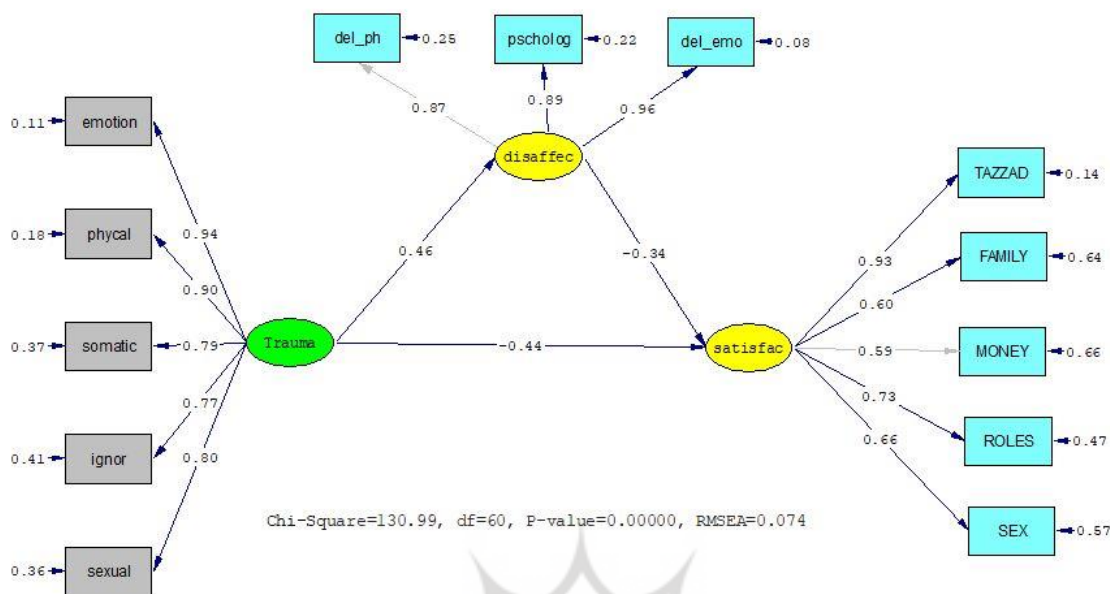 del_ph
0.25
pscholog
0.22
del_emo
0.08
0.87
0.89
0.96
disaffec
0.11
emotion
0.18
phycal
0.37
somatic
0.41
ignor
0.36
sexual
0.94
0.90
0.79
0.77
0.80
Trauma
0.46
-0.34
-0.44
satisfac
0.93
0.60
0.59
0.73
0.66
TAZZAD
0.14
FAMILY
0.64
MONEY
0.66
ROLES
0.47
SEX
0.57
Chi-Square=130.99, df=60, P-value=0.00000, RMSEA=0.074